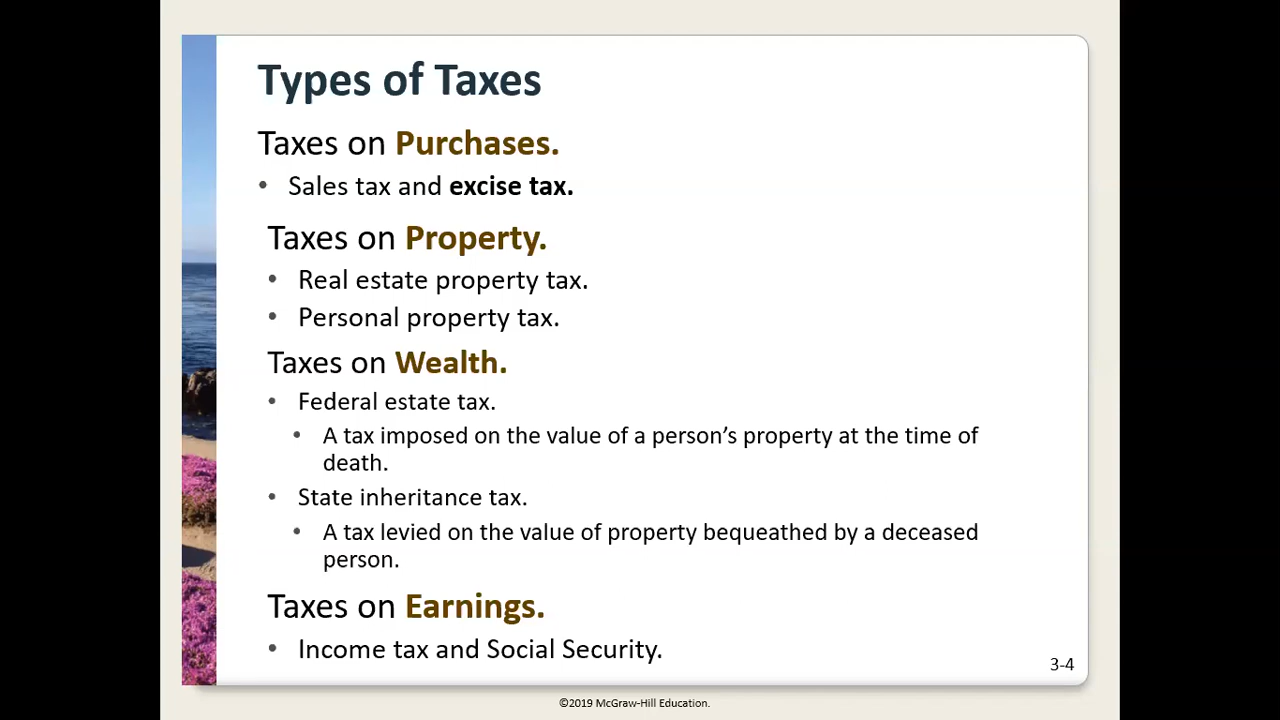 Types of Taxes
Taxes on Purchases.
• Sales tax and excise tax.
Taxes on Property.
• Real estate property tax.
• Personal property tax.
Taxes on Wealth.
• Federal estate tax.
• A tax imposed on the value of a person’s property at the time of
death.
• State inheritance tax.
• A tax levied on the value of property bequeathed by a deceased
person.
Taxes on Earnings.
• Income tax and Social Security.
3-4
©2019 McGraw-Hill Education.